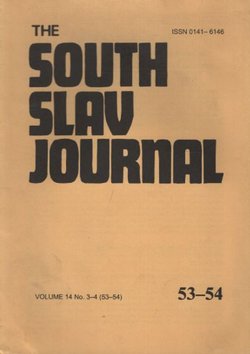 THE
ISSN 0141–6146
SOUTH
SLAV
JOURNAL
VOLUME 14 No. 3–4 (53–54)
53–54